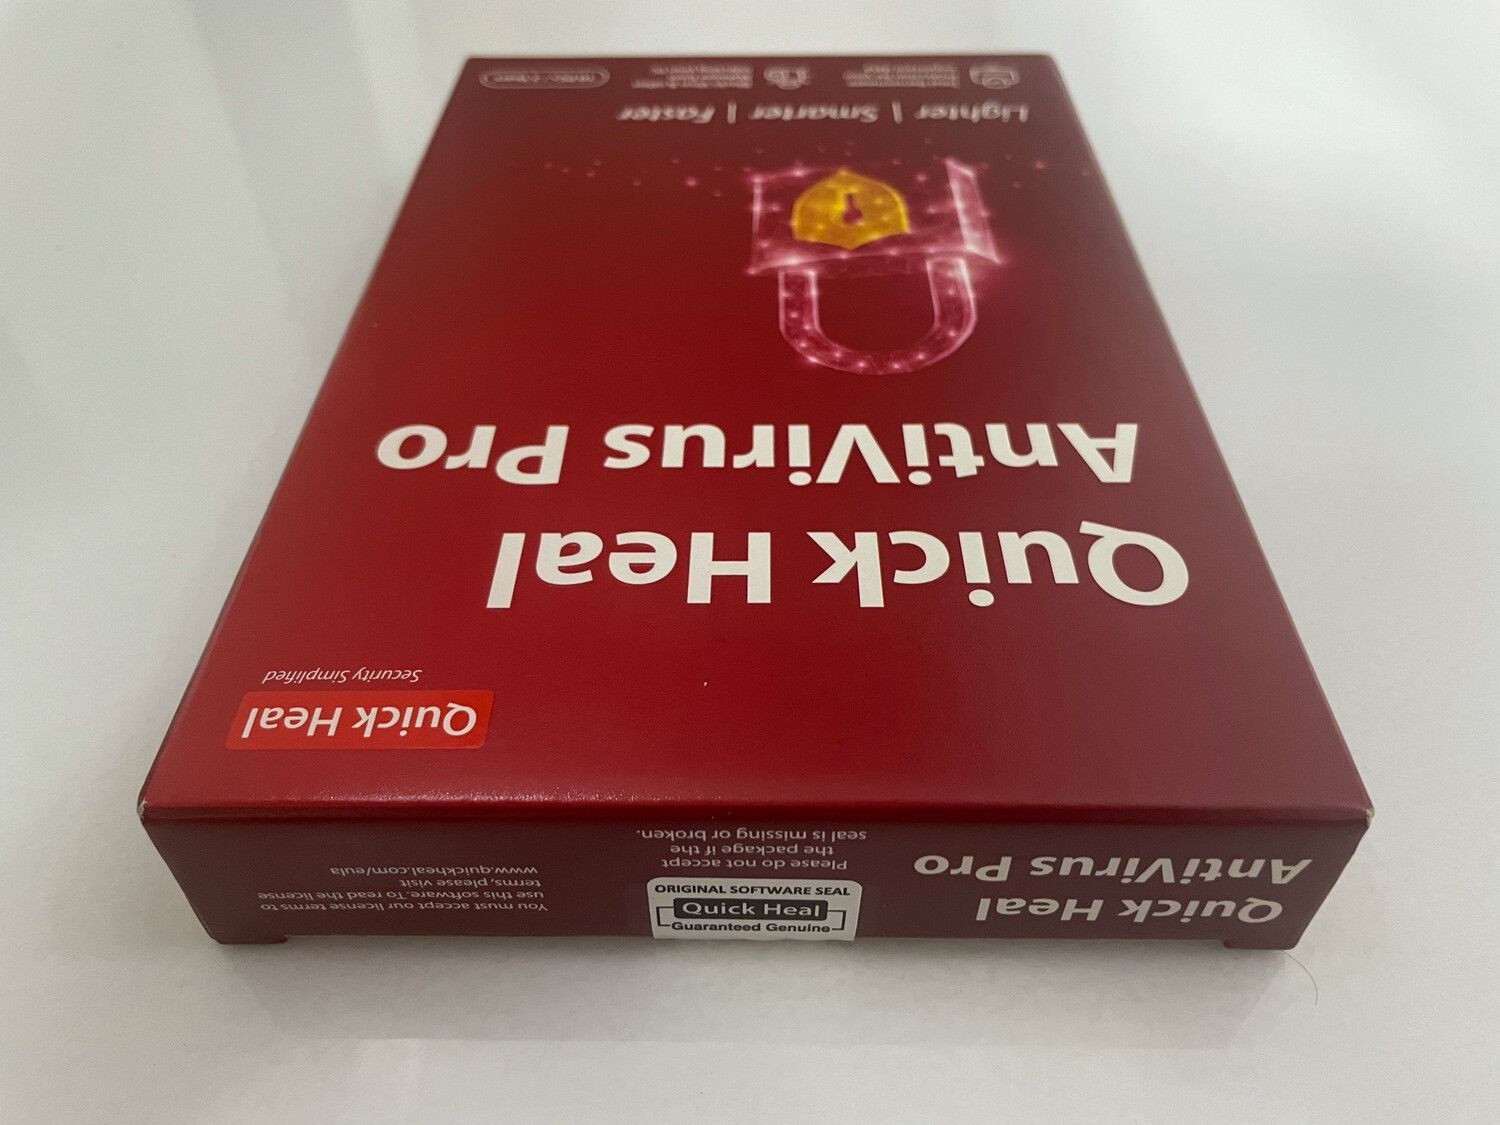 Quick Heal
Security Simplified
Quick Heal
AntiVirus Pro
Lighter | Smarter | Faster
Quick Heal
AntiVirus Pro
Please do not accept
the package if the
seal is missing or broken.
ORIGINAL SOFTWARE SEAL
Quick Heal
Guaranteed Genuine
You must accept our license terms to
use this software. To read the license
terms, please visit
www.quickheal.com/eula